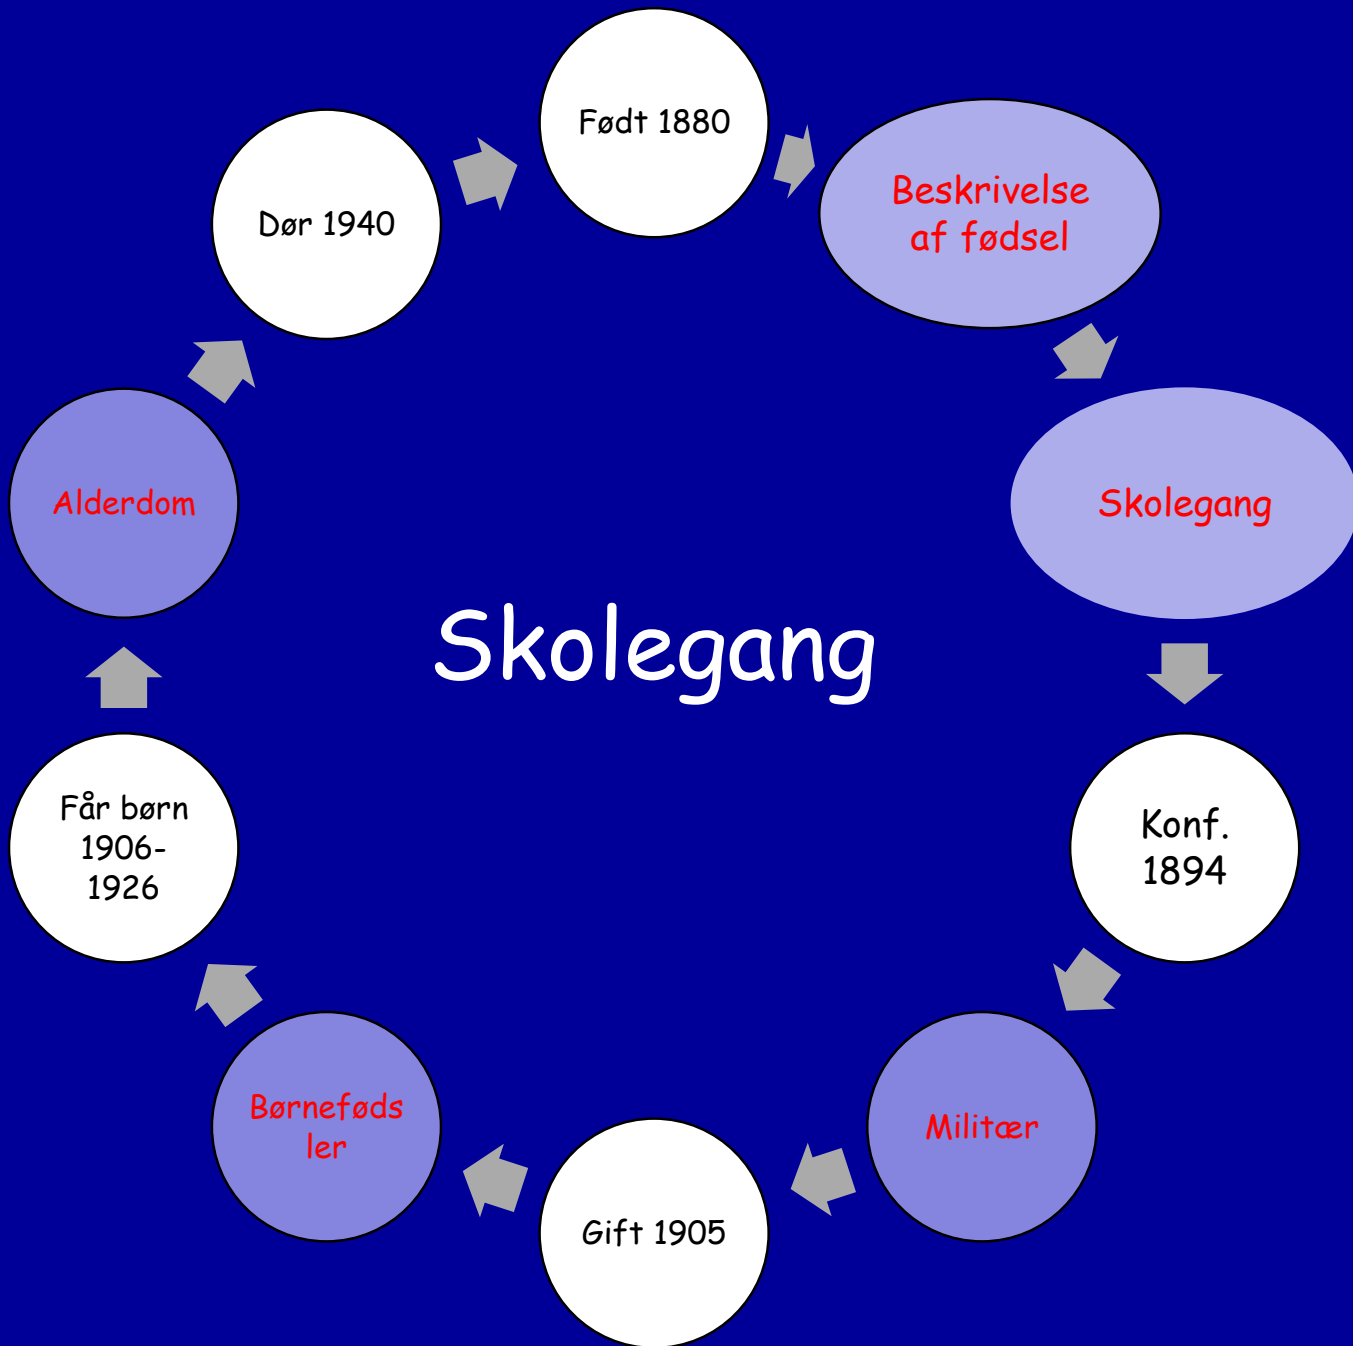 Født 1880
Beskrivelse
af fødsel
Skolegang
Konf.
1894
Militær
Gift 1905
Børneføds
ler
Får børn
1906-
1926
Alderdom
Dør 1940
Skolegang